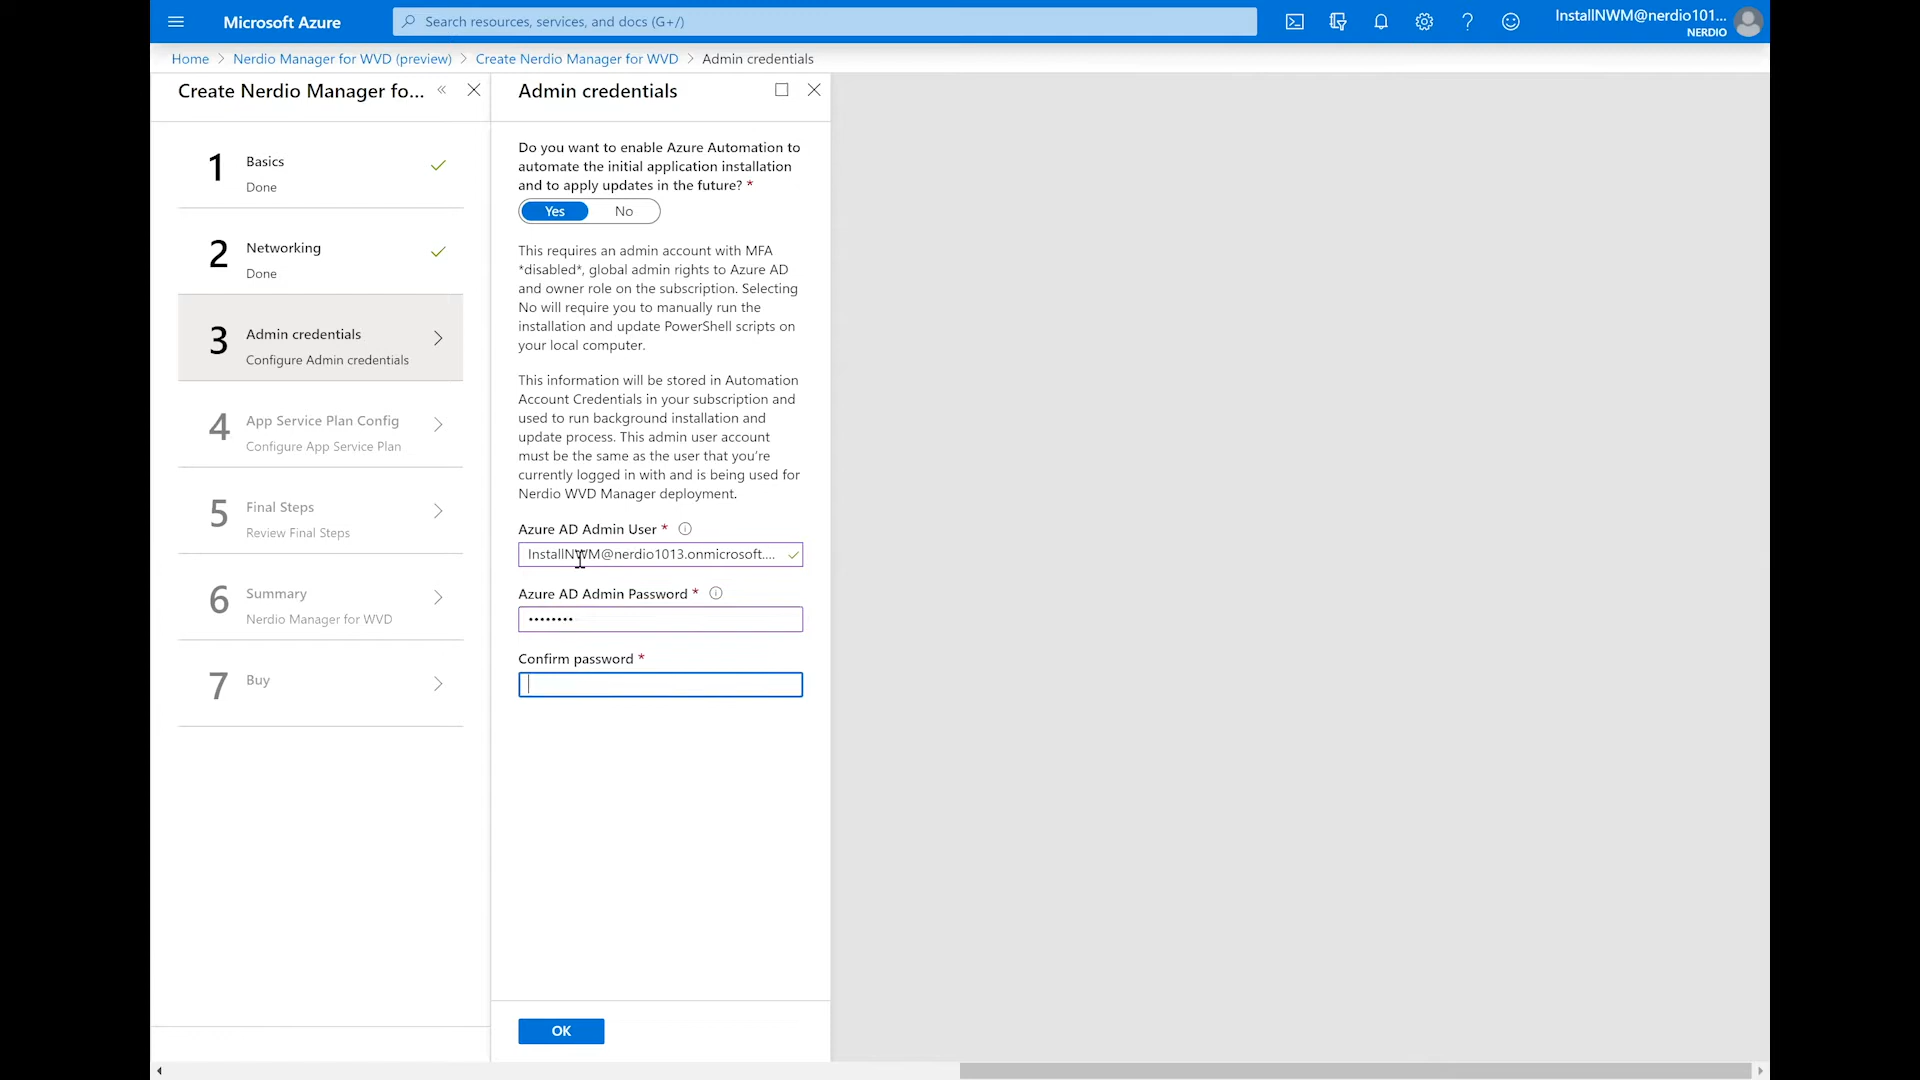 Microsoft Azure
Search resources, services, and docs (G+/)
InstallNWM@nerdio101...
NERDIO
Home > Nerdio Manager for WVD (preview) > Create Nerdio Manager for WVD > Admin credentials
Create Nerdio Manager fo...
1
Basics
Done
2
Networking
Done
3
Admin credentials
Configure Admin credentials
4
App Service Plan Config
Configure App Service Plan
5
Final Steps
Review Final Steps
6
Summary
Nerdio Manager for WVD
7
Buy
Admin credentials
Do you want to enable Azure Automation to
automate the initial application installation
and to apply updates in the future? *
Yes No
This requires an admin account with MFA
*disabled*, global admin rights to Azure AD
and owner role on the subscription. Selecting
No will require you to manually run the
installation and update PowerShell scripts on
your local computer.
This information will be stored in Automation
Account Credentials in your subscription and
used to run background installation and
update process. This admin user account
must be the same as the user that you're
currently logged in with and is being used for
Nerdio WVD Manager deployment.
Azure AD Admin User *
InstallNWM@nerdio1013.onmicrosoft....
Azure AD Admin Password *
••••••••
Confirm password *
OK